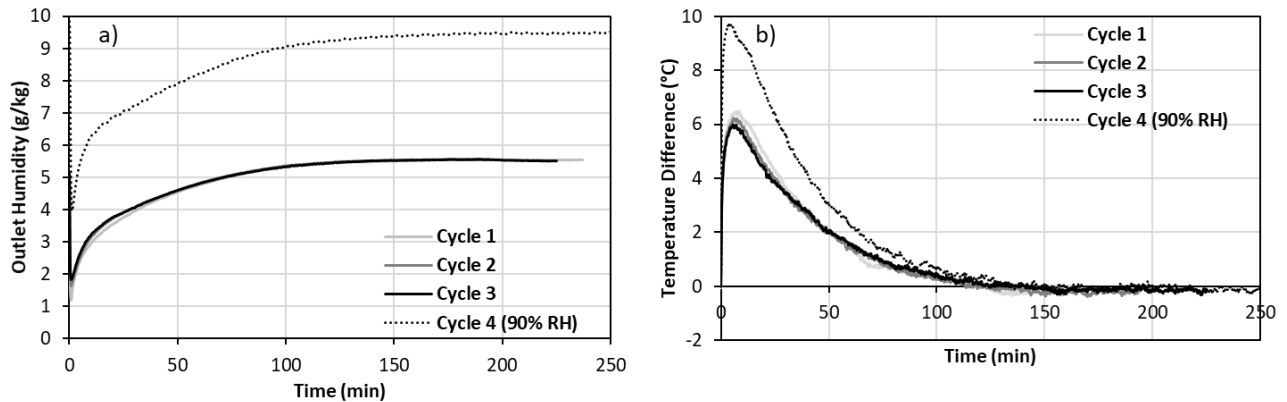 a)
10
9
8
7
6
5
4
3
2
1
0
Outlet Humidity (g/kg)
Cycle 1
Cycle 2
Cycle 3
Cycle 4 (90% RH)
0 50 100 150 200 250
Time (min)
b)
10
8
6
4
2
0
-2
Temperature Difference (°C)
Cycle 1
Cycle 2
Cycle 3
Cycle 4 (90% RH)
0 50 100 150 200 250
Time (min)